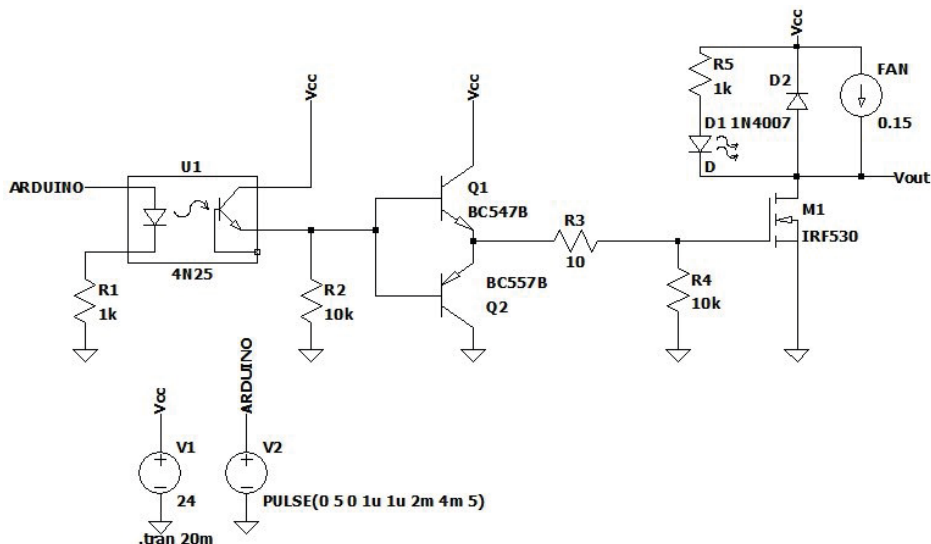 Vcc
R5
1k
D2
FAN
0.15
D1 1N4007
D
Vout
M1
IRF530
Vcc
Vcc
U1
ARDUINO
4N25
R1
1k
R2
10k
Q1
BC547B
BC557B
Q2
R3
10
R4
10k
Vcc
V1
24
.tran 20m
ARDUINO
V2
PULSE(0 5 0 1u 1u 2m 4m 5)